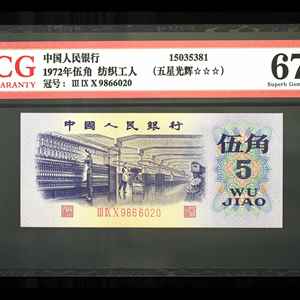 CG
ARANTY
中国人民银行
1972年伍角 纺织工人
冠号: ⅢⅨⅩ9866020
15035381
(五星光辉☆☆☆)
67
Superb Gem
中国人民银行
伍角
5
WU
JIAO
ⅢⅨⅩ9866020